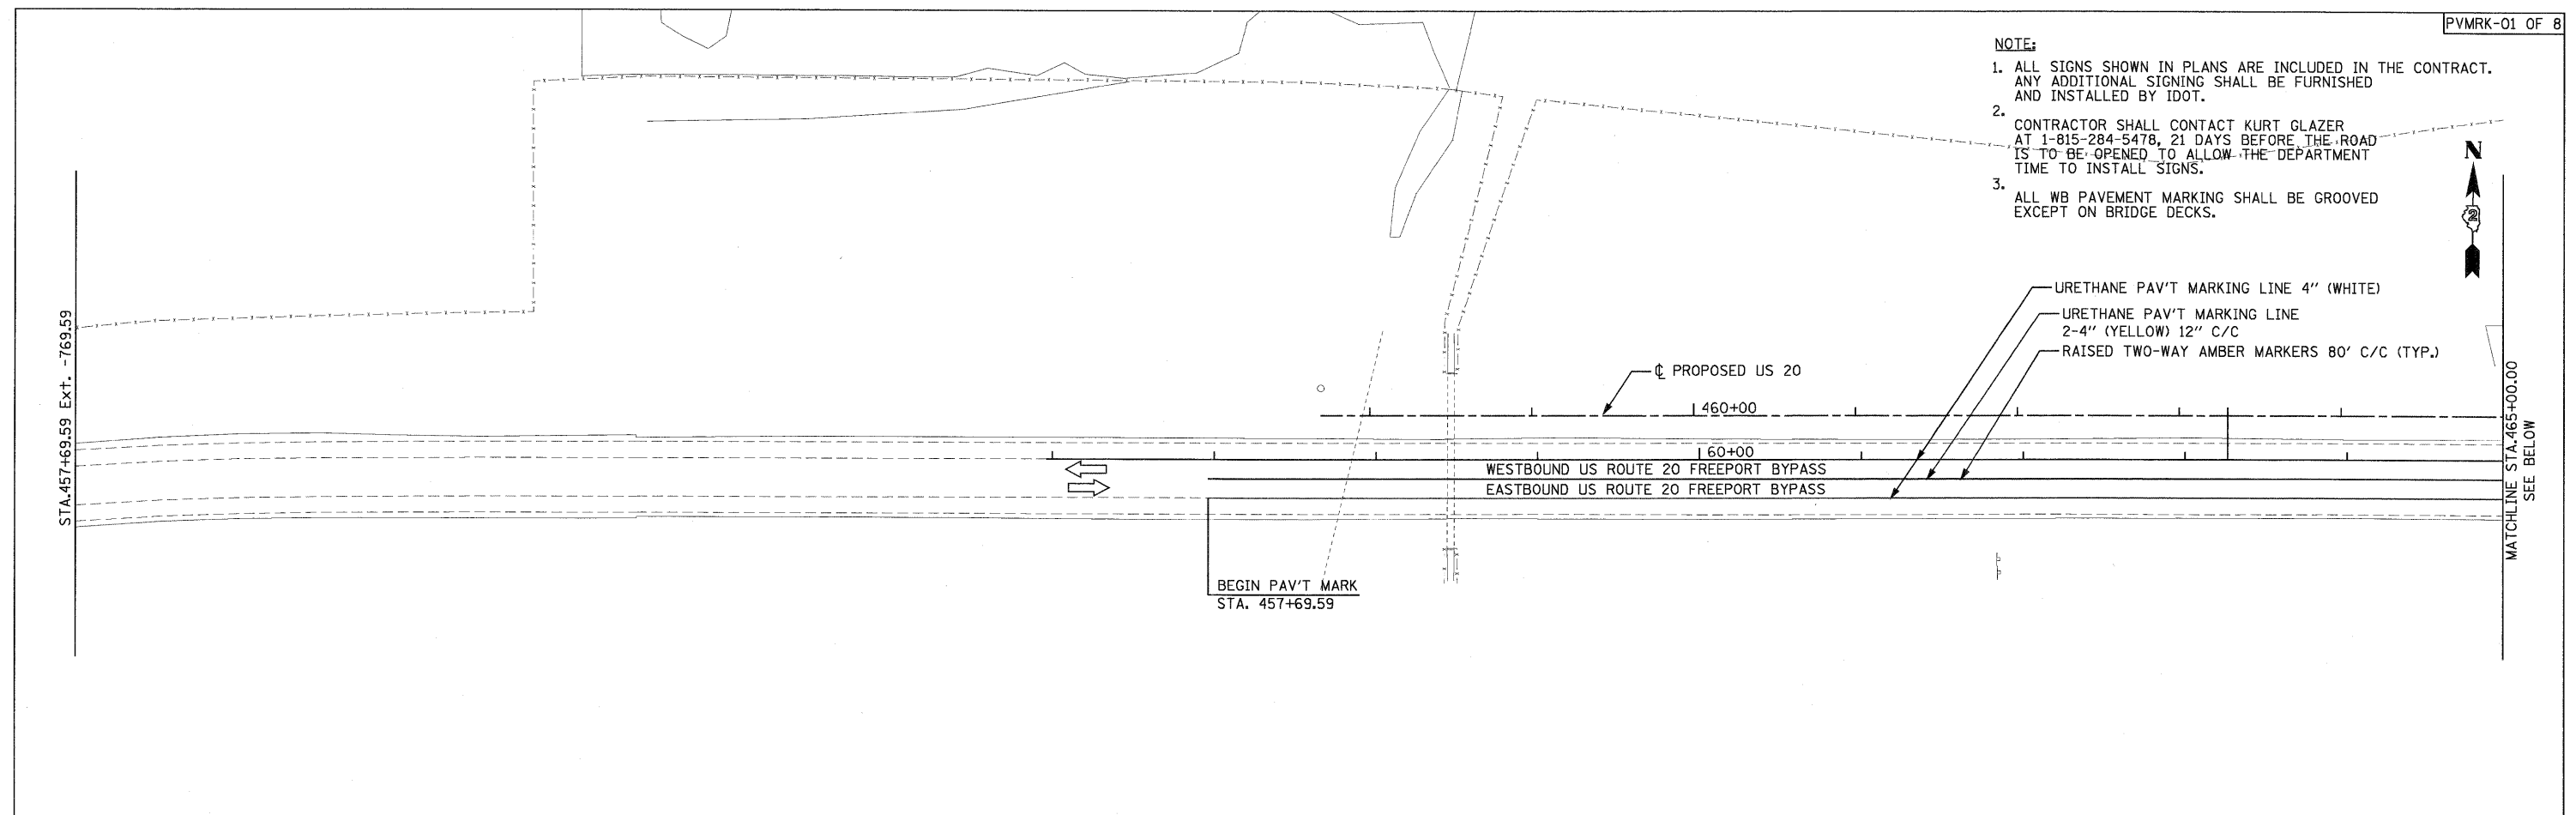 PVMRK-01 OF 8
NOTE:
1. ALL SIGNS SHOWN IN PLANS ARE INCLUDED IN THE CONTRACT.
ANY ADDITIONAL SIGNING SHALL BE FURNISHED
AND INSTALLED BY IDOT.
2.
CONTRACTOR SHALL CONTACT KURT GLAZER
AT 1-815-284-5478, 21 DAYS BEFORE THE ROAD
IS TO BE OPENED TO ALLOW THE DEPARTMENT
TIME TO INSTALL SIGNS.
3.
ALL WB PAVEMENT MARKING SHALL BE GROOVED
EXCEPT ON BRIDGE DECKS.
N
2
URETHANE PAV'T MARKING LINE 4" (WHITE)
URETHANE PAV'T MARKING LINE
2-4" (YELLOW) 12" C/C
RAISED TWO-WAY AMBER MARKERS 80' C/C (TYP.)
℄ PROPOSED US 20
460+00
60+00
WESTBOUND US ROUTE 20 FREEPORT BYPASS
EASTBOUND US ROUTE 20 FREEPORT BYPASS
BEGIN PAV'T MARK
STA. 457+69.59
STA.457+69.59 Ext. -769.59
MATCHLINE STA.465+00.00
SEE BELOW